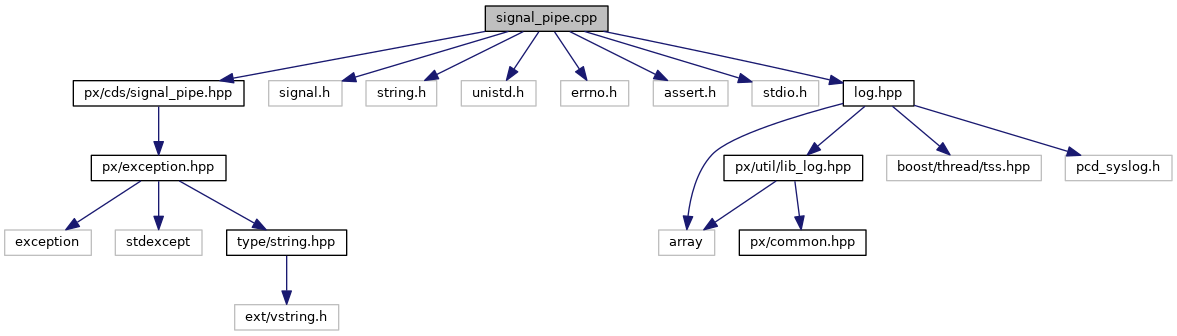 signal_pipe.cpp
px/cds/signal_pipe.hpp
signal.h
string.h
unistd.h
errno.h
assert.h
stdio.h
log.hpp
px/exception.hpp
px/util/lib_log.hpp
boost/thread/tss.hpp
pcd_syslog.h
exception
stdexcept
type/string.hpp
array
px/common.hpp
ext/vstring.h